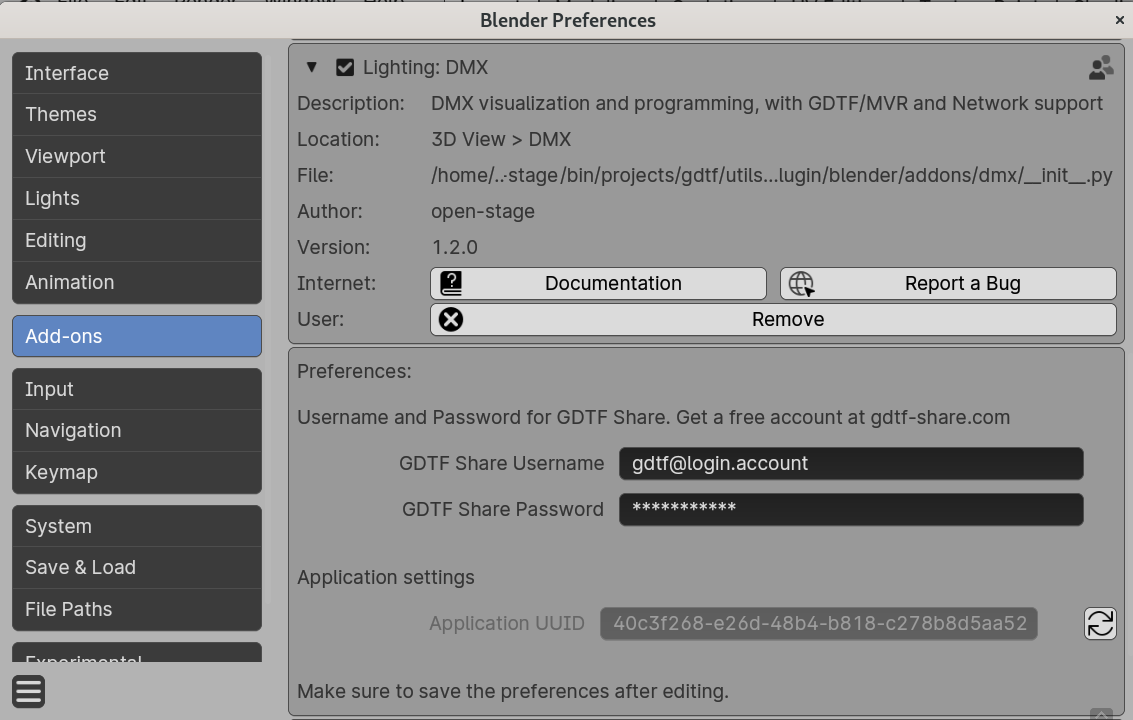 Blender Preferences
Interface
Themes
Viewport
Lights
Editing
Animation
Add-ons
Input
Navigation
Keymap
System
Save & Load
File Paths
Experimental
Lighting: DMX
Description: DMX visualization and programming, with GDTF/MVR and Network support
Location: 3D View > DMX
File: /home/..·stage/bin/projects/gdtf/utils...lugin/blender/addons/dmx/__init__.py
Author: open-stage
Version: 1.2.0
Internet: Documentation Report a Bug
User: Remove
Preferences:
Username and Password for GDTF Share. Get a free account at gdtf-share.com
GDTF Share Username gdtf@login.account
GDTF Share Password ***********
Application settings
Application UUID 40c3f268-e26d-48b4-b818-c278b8d5aa52
Make sure to save the preferences after editing.